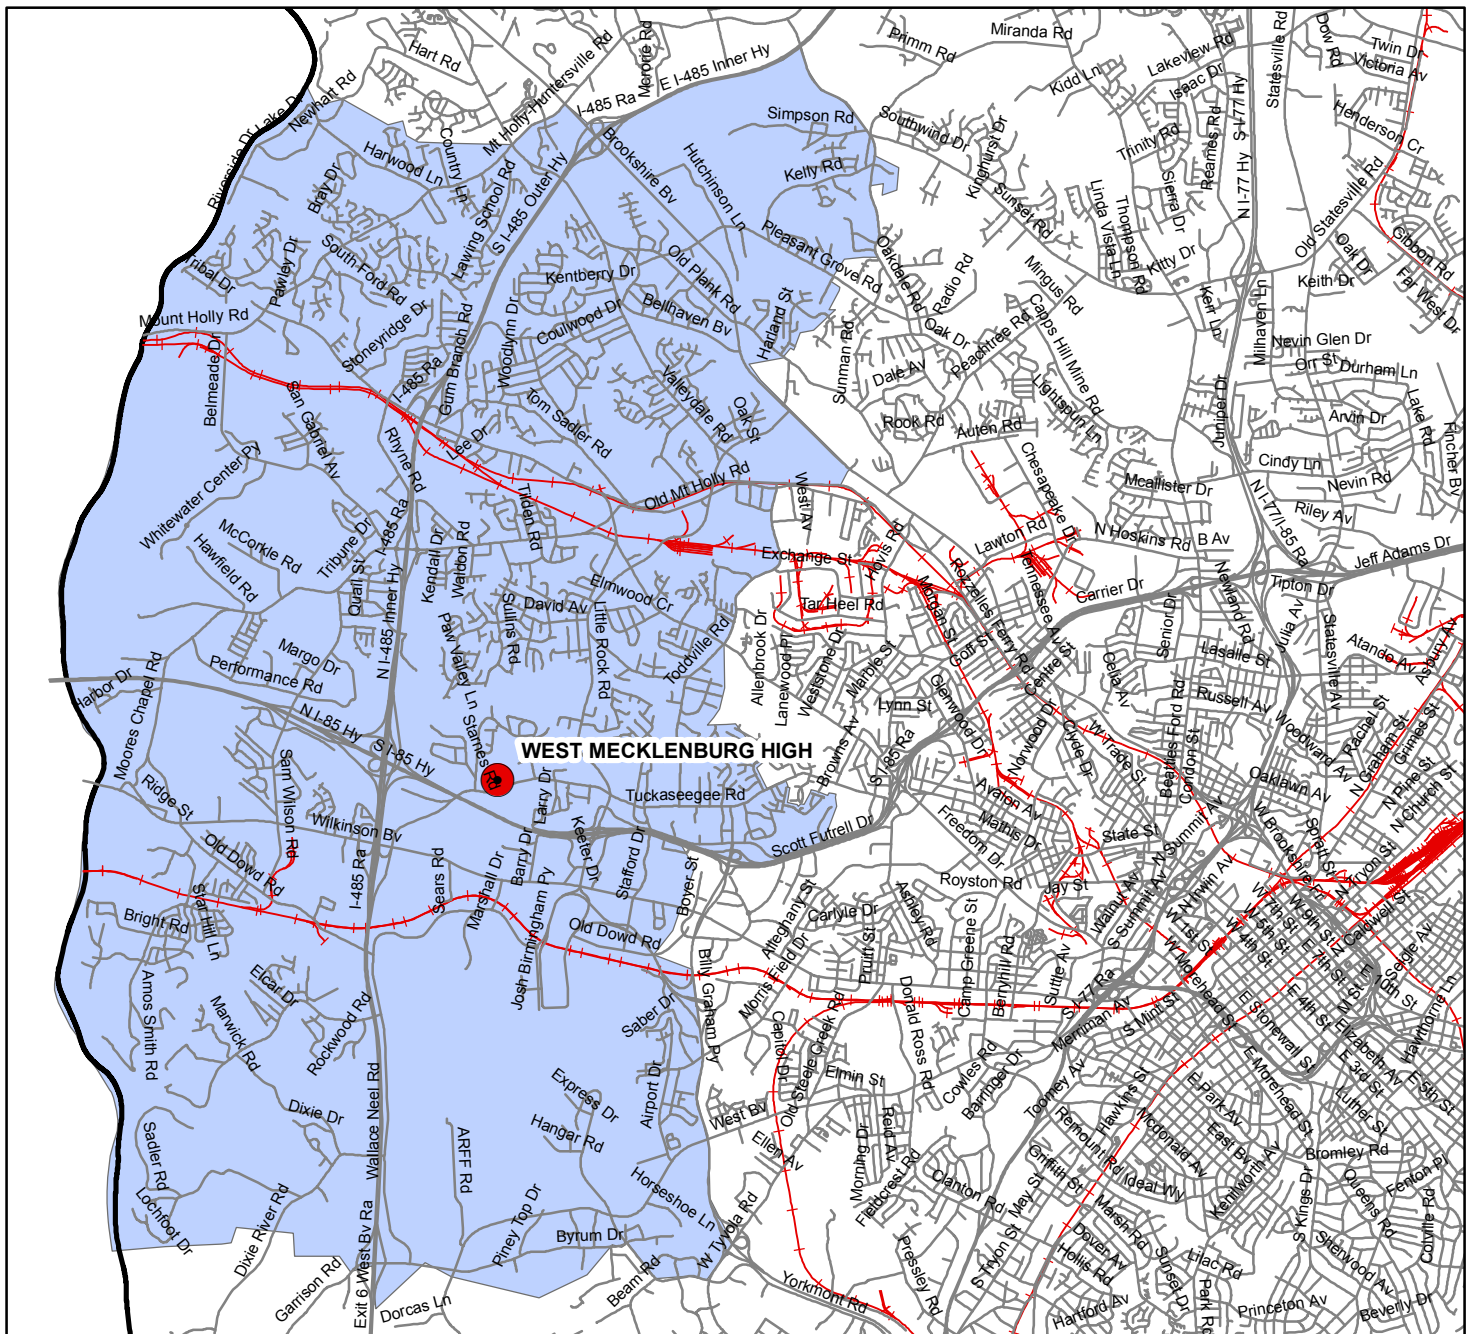 Hart Rd
Mt Holly-Huntersville Rd
Marorie Rd
E I-485 Inner Hy
I-485 Ra
Primm Rd
Miranda Rd
Kidd Ln
Lakeview Rd
Isaac Dr
S I-77 Hy
Statesville Rd
Dow Rd
Twin Dr
Victoria Av
Henderson Cr
Newhart Rd
Riverside Dr
Lake Dr
Harwood Ln
Country Ln
Bray Dr
Lawing School Rd
S I-485 Outer Hy
Brookshire Bv
Hutchinson Ln
Simpson Rd
Kelly Rd
Southwind Dr
Kinghurst Dr
Sunset Rd
Trinity Rd
Reames Rd
Sierra Dr
N I-77 Hy
Linda Vista Ln
Thompson Rd
Kitty Dr
Old Statesville Rd
Oak Dr
Gibbon Rd
Keith Dr
Far West Dr
Tribal Dr
Pawley Dr
South Ford Rd
Stoneyridge Dr
Mount Holly Rd
Belmeade Dr
Kentberry Dr
Coulwood Dr
Old Plank Rd
Bellhaven Bv
Pleasant Grove Rd
Oakdale Rd
Radio Rd
Oak Dr
Mingus Rd
Capps Hill Mine Rd
Peachtree Rd
Harland St
Sunman Rd
Dale Av
Keri Ln
Milhaven Ln
Nevin Glen Dr
Orr St
Durham Ln
Woodlynn Dr
Gum Branch Rd
I-485 Ra
San Gabriel Av
Valleydale Rd
Oak St
Tom Sadler Rd
Lee Dr
Rhyne Rd
Rook Rd
Auten Rd
Lightspun Ln
Juniper Dr
Arvin Dr
Lake Rd
Fincher Bv
Cindy Ln
Nevin Rd
Riley Av
Whitewater Center Py
Old Mt Holly Rd
West Av
Chesapeake Dr
Mcallister Dr
N I-77/I-85 Ra
McCorkle Rd
Hawfield Rd
Tribune Dr
I-485 Ra
Quail St
Kendall Dr
Waldon Rd
Tilden Rd
Exchange St
Hovis Rd
Lawton Rd
N Hoskins Rd
B Av
Jeff Adams Dr
Tipton Dr
Carrier Dr
Rozzelles Ferry Rd
Tennessee Av
Elmwood Cr
David Av
Sullins Rd
Little Rock Rd
Toddville Rd
Tar Heel Rd
Morgan St
Golf St
Senior Dr
Newland Rd
Julia Av
Statesville Av
Lasalle St
Atando Av
Asbury Av
Margo Dr
Performance Rd
N I-485 Inner Hy
Paw Valley Ln
Starnes Rd
Allenbrook Dr
Lanewood Pl
Weststone Dr
Marble St
Lynn St
Glenwood Dr
Centre St
Celia Av
Russell Av
Woodward Av
Rachel St
N Graham St
Grimes St
Harbor Dr
Moores Chapel Rd
N I-85 Hy
S I-85 Hy
Sam Wilson Rd
WEST MECKLENBURG HIGH
Browns Av
S I-85 Ra
Norwood Dr
Clyde Dr
W Trade St
Beatties Ford Rd
Condon St
Oaklawn Av
N Pine St
N Church St
Ridge St
Wilkinson Bv
Larry Dr
Barry Dr
Keeter Dr
Tuckaseegee Rd
Scott Futrell Dr
Avalon Av
Mathis Dr
Freedom Dr
State St
Summit Av
W Brookshire Fr
Spratt St
N Tryon St
Old Dowd Rd
I-485 Ra
Sears Rd
Marshall Dr
Stafford Dr
Boyer St
Royston Rd
Jay St
Walnut Av
S Summit Av
N Irwin Av
W 7th St
W 5th St
W 4th St
W 9th St
N Caldwell St
Seigle Av
Bright Rd
Star Hill Ln
Josh Birmingham Py
Old Dowd Rd
Alleghany St
Carlyle Dr
Ashley Rd
Pruitt St
Camp Greene St
Berryhill Rd
Suttle Av
W 1st St
W Morehead St
E 7th St
E 4th St
10th St
Hawthorne Ln
Elcar Dr
Amos Smith Rd
Marwick Rd
Rockwood Rd
Saber Dr
Billy Graham Py
Morris Field Dr
Capitol Dr
Old Steele Creek Rd
Donald Ross Rd
S I-77 Ra
Merriman Av
S Mint St
E Stonewall St
Elizabeth Av
E 3rd St
E 5th St
Airport Dr
Elmin St
Cowles Rd
Barringer Dr
Toomey Av
E Morehead St
Luther St
E Park Av
Hawkins St
Express Dr
Hangar Rd
Dixie Dr
Wallace Neel Rd
Sadler Rd
ARFF Rd
West Bv
Ellen Av
Morning Dr
Reid Av
Fieldcrest Rd
Clanton Rd
Remount Rd
Griffith St
Mcdonald Av
East Bv
Ideal Wy
Kenilworth Av
Bromley Rd
Queens Rd
Fenton Pl
Colville Rd
Lochfoot Dr
Dixie River Rd
Horseshoe Ln
Piney Top Dr
Byrum Dr
W Tyvola Rd
May St
Marsh Rd
S Kings Dr
Sherwood Av
Garrison Rd
Exit 6 West Bv Ra
Dorcas Ln
Beam Rd
Yorkmont Rd
Pressley Rd
S Tryon St
Dover Av
Hollis Rd
Hartford Av
Sunset Dr
Lilac Rd
Park Rd
Princeton Av
Beverly Dr